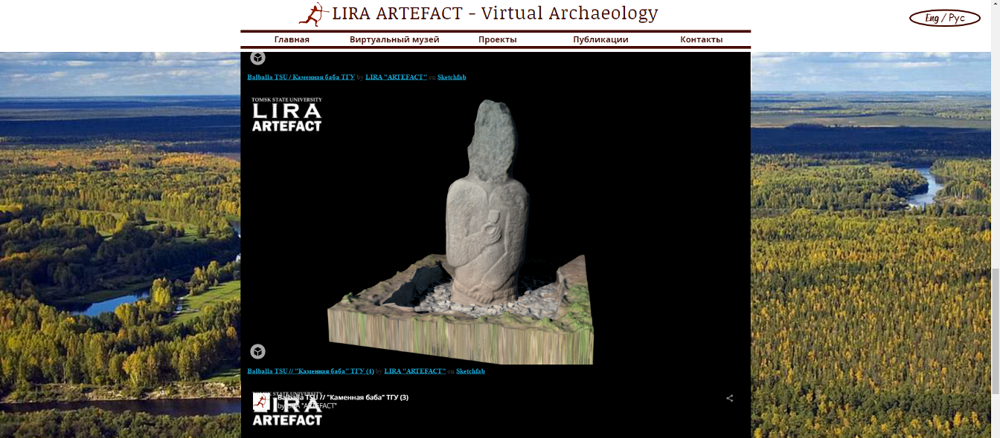 LIRA ARTEFACT - Virtual Archaeology
Eng / Рус
Главная Виртуальный музей Проекты Публикации Контакты
Balballa TSU / Каменная баба ТГУ by LIRA "ARTEFACT" on Sketchfab
TOMSK STATE UNIVERSITY
LIRA
ARTEFACT
Balballa TSU // "Каменная баба" ТГУ (4) by LIRA "ARTEFACT" on Sketchfab
TOMSK STATE UNIVERSITY
Balballa TSU // "Каменная баба" ТГУ (3)
by LIRA "ARTEFACT"
LIRA
ARTEFACT